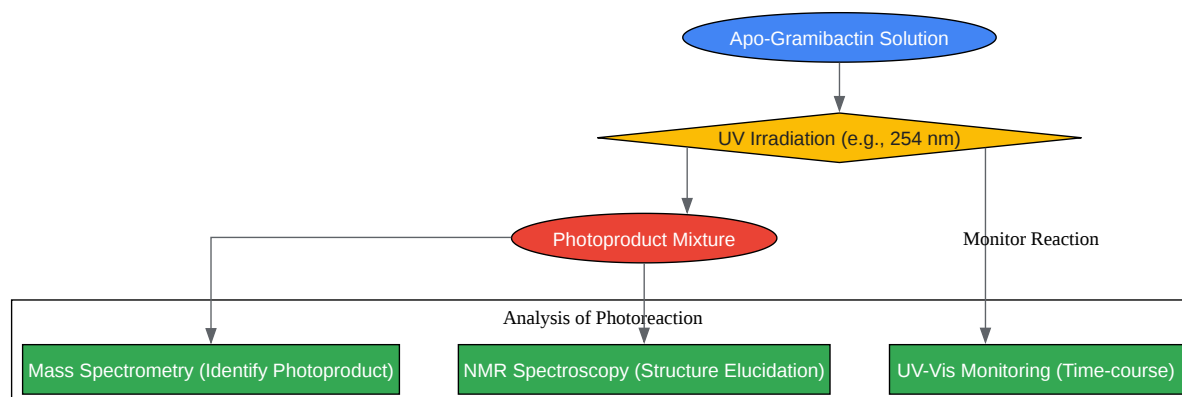 Apo-Gramibactin Solution
UV Irradiation (e.g., 254 nm)
Photoproduct Mixture
Monitor Reaction
Analysis of Photoreaction
Mass Spectrometry (Identify Photoproduct)
NMR Spectroscopy (Structure Elucidation)
UV-Vis Monitoring (Time-course)